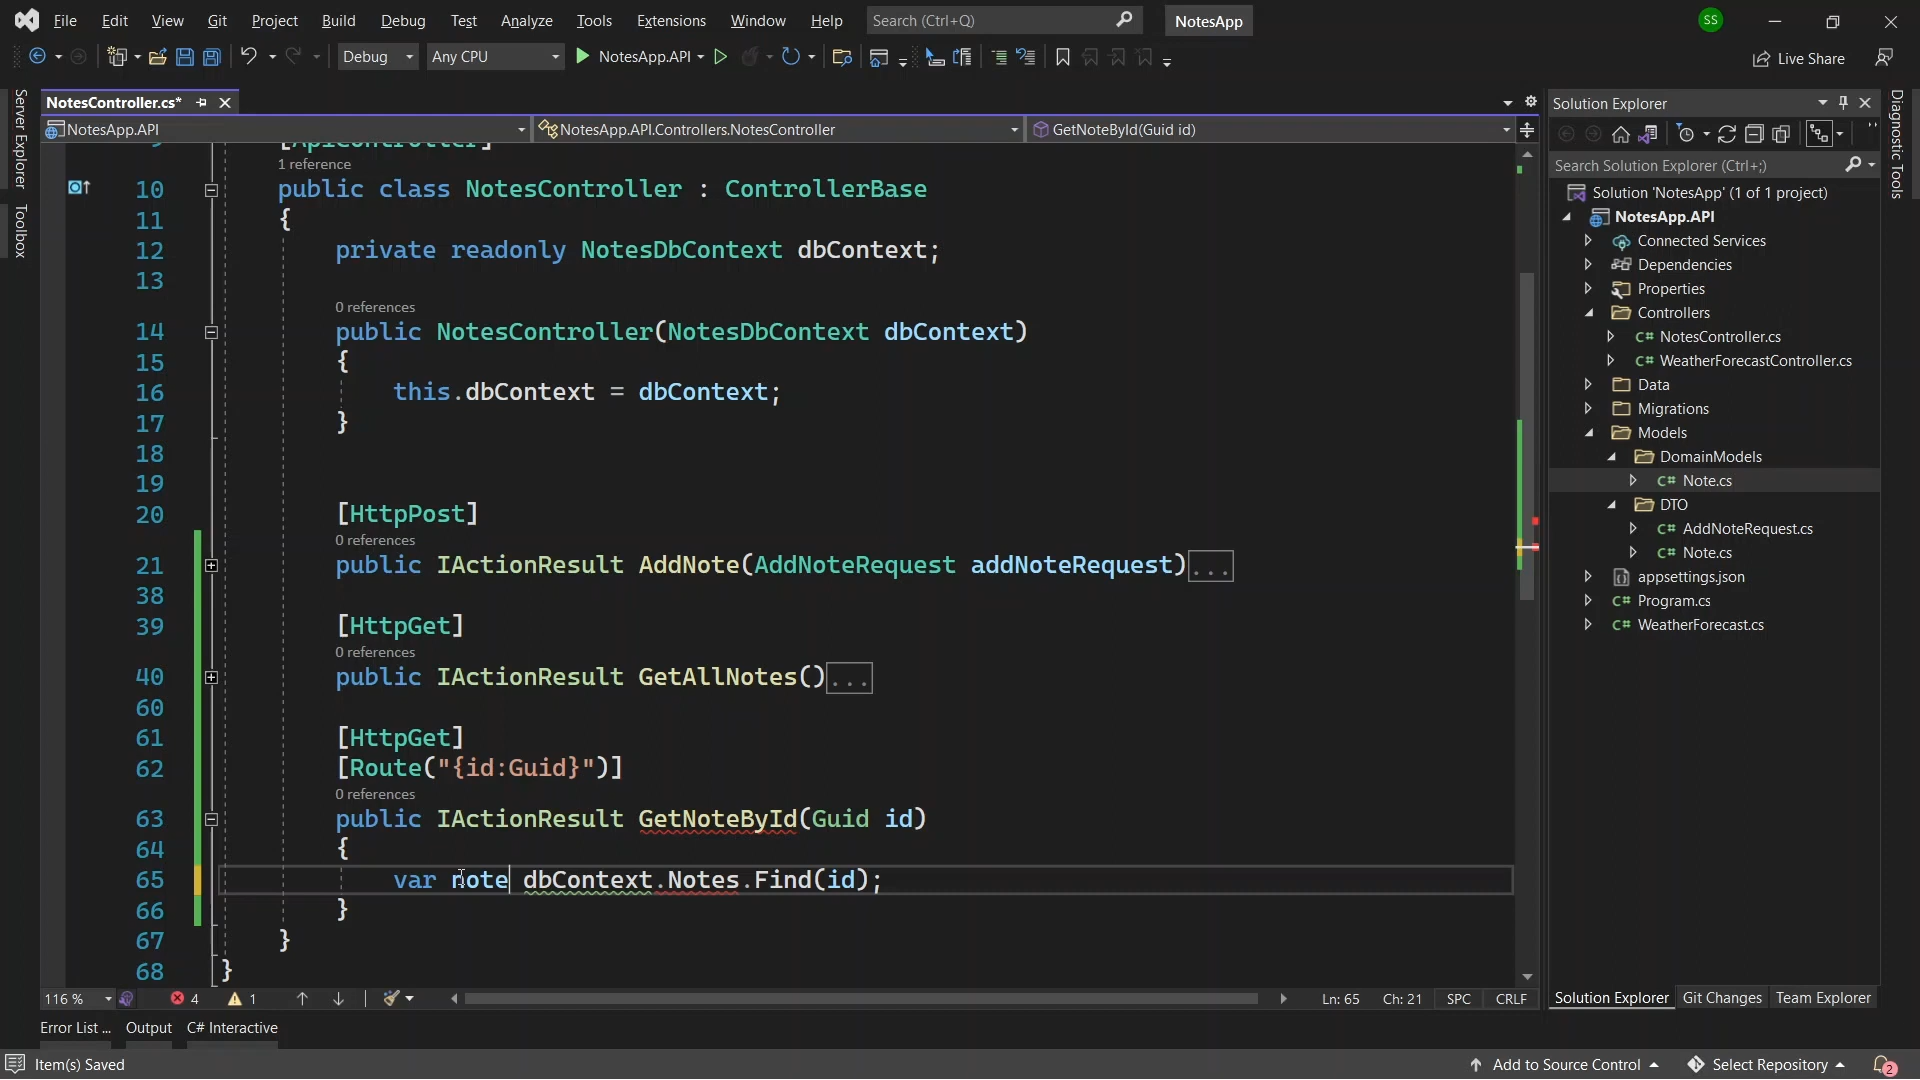 File Edit View Git Project Build Debug Test Analyze Tools Extensions Window Help Search (Ctrl+Q) NotesApp SS
Debug Any CPU NotesApp.API Live Share
Server Explorer
Toolbox
NotesController.cs*
NotesApp.API NotesApp.API.Controllers.NotesController GetNoteById(Guid id)
[ApiController]
1 reference
10 public class NotesController : ControllerBase
11 {
12 private readonly NotesDbContext dbContext;
13
0 references
14 public NotesController(NotesDbContext dbContext)
15 {
16 this.dbContext = dbContext;
17 }
18
19
20 [HttpPost]
0 references
21 public IActionResult AddNote(AddNoteRequest addNoteRequest)...
38
39 [HttpGet]
0 references
40 public IActionResult GetAllNotes()...
60
61 [HttpGet]
62 [Route("{id:Guid}")]
0 references
63 public IActionResult GetNoteById(Guid id)
64 {
65 var note dbContext.Notes.Find(id);
66 }
67 }
68 }
116 % 4 1 Ln: 65 Ch: 21 SPC CRLF
Solution Explorer
Search Solution Explorer (Ctrl+;)
Solution 'NotesApp' (1 of 1 project)
NotesApp.API
Connected Services
Dependencies
Properties
Controllers
C# NotesController.cs
C# WeatherForecastController.cs
Data
Migrations
Models
DomainModels
C# Note.cs
DTO
C# AddNoteRequest.cs
C# Note.cs
appsettings.json
C# Program.cs
C# WeatherForecast.cs
Solution Explorer Git Changes Team Explorer
Diagnostic Tools
Error List ... Output C# Interactive
Item(s) Saved Add to Source Control Select Repository 2